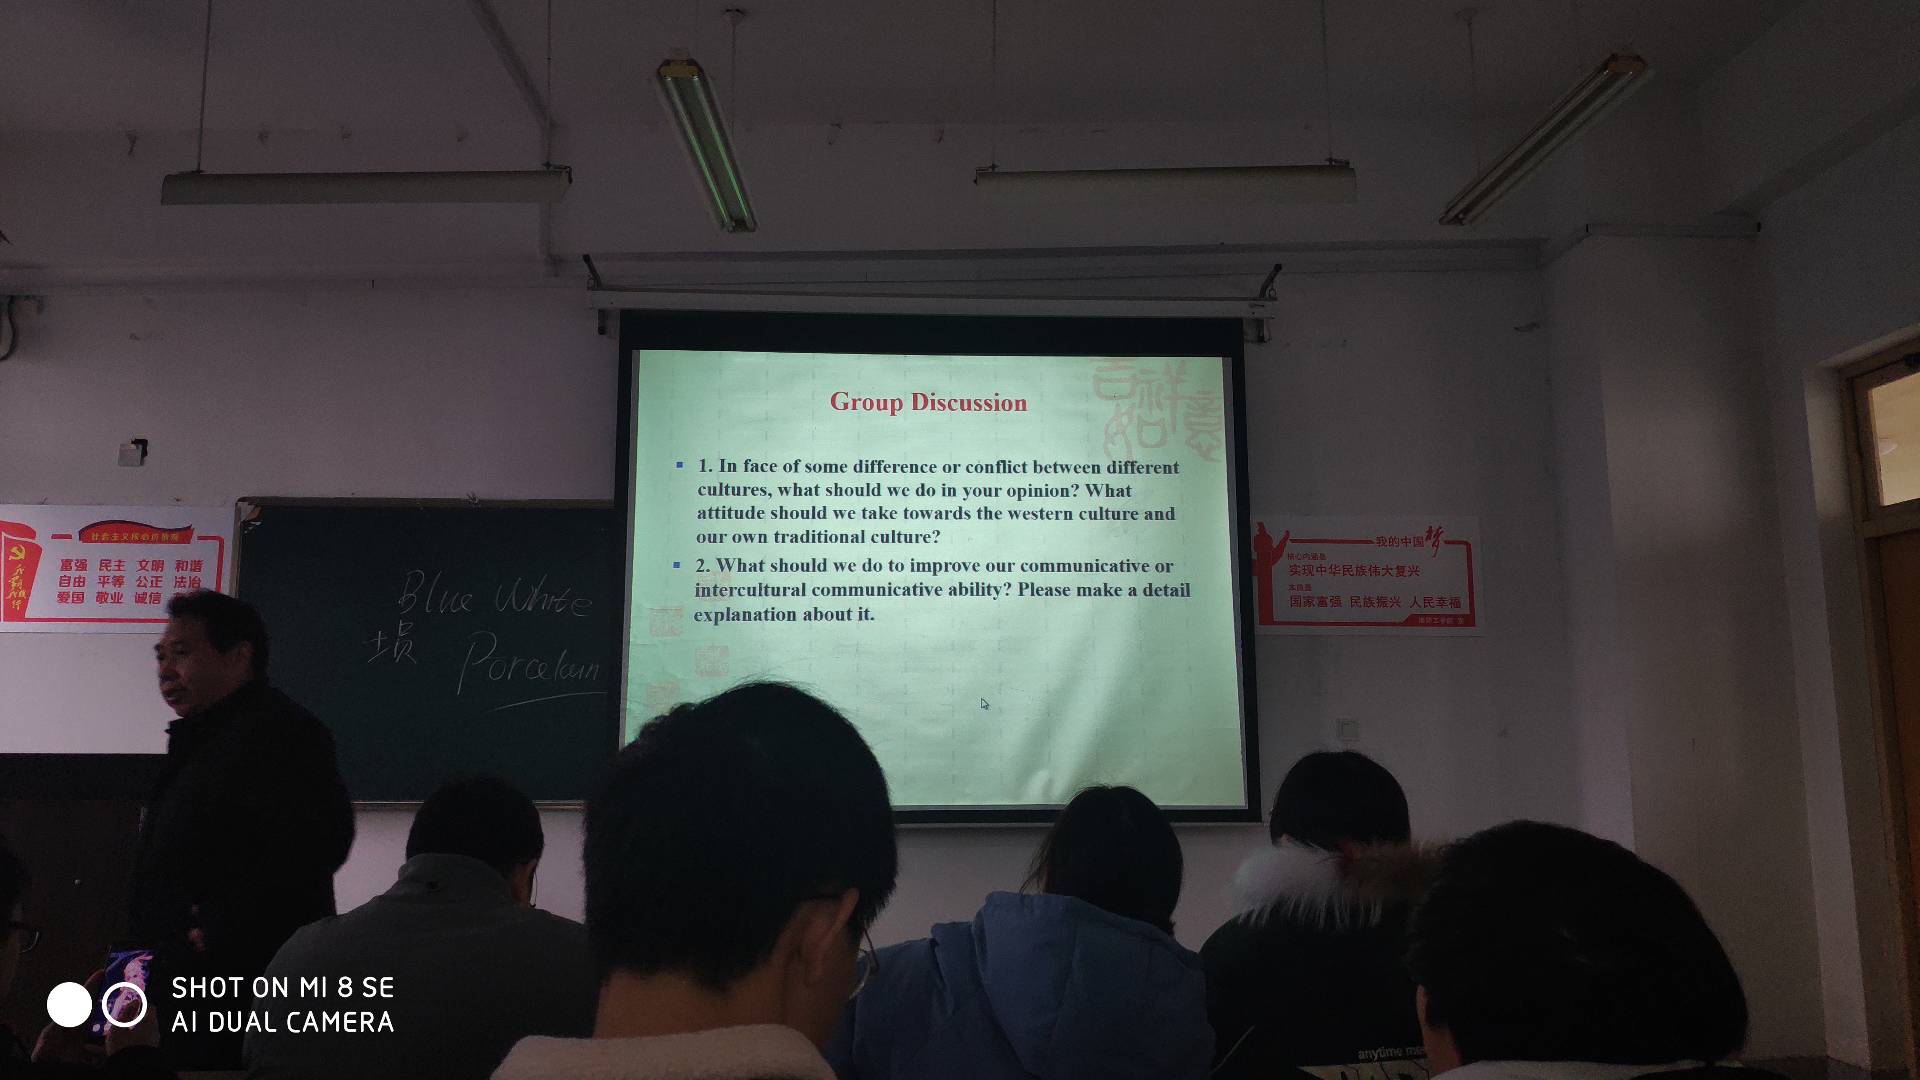 Group Discussion
吉祥
如意
1. In face of some difference or conflict between different
cultures, what should we do in your opinion? What
attitude should we take towards the western culture and
our own traditional culture?
2. What should we do to improve our communicative or
intercultural communicative ability? Please make a detail
explanation about it.
Blue White
埙
Porcelain
社会主义核心价值观
富强 民主 文明 和谐
自由 平等 公正 法治
爱国 敬业 诚信
我的中国梦
核心内涵是
实现中华民族伟大复兴
本质是
国家富强 民族振兴 人民幸福
anytime me
SHOT ON MI 8 SE
AI DUAL CAMERA